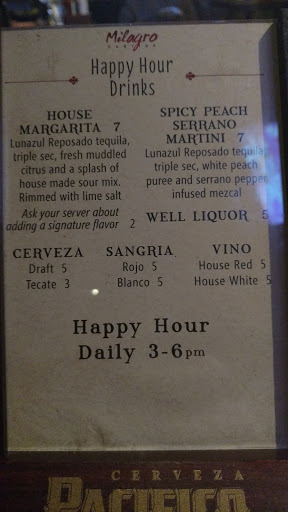 Milagro
Happy Hour
Drinks
HOUSE
MARGARITA 7
Lunazul Reposado tequila,
triple sec, fresh muddled
citrus and a splash of
house made sour mix.
Rimmed with lime salt
Ask your server about
adding a signature flavor 2
SPICY PEACH
SERRANO
MARTINI 7
Lunazul Reposado tequila,
triple sec, white peach
puree and serrano pepper
infused mezcal
WELL LIQUOR 5
CERVEZA
Draft 5
Tecate 3
SANGRIA
Rojo 5
Blanco 5
VINO
House Red 5
House White 5
Happy Hour
Daily 3-6pm
CERVEZA
PACIFICO